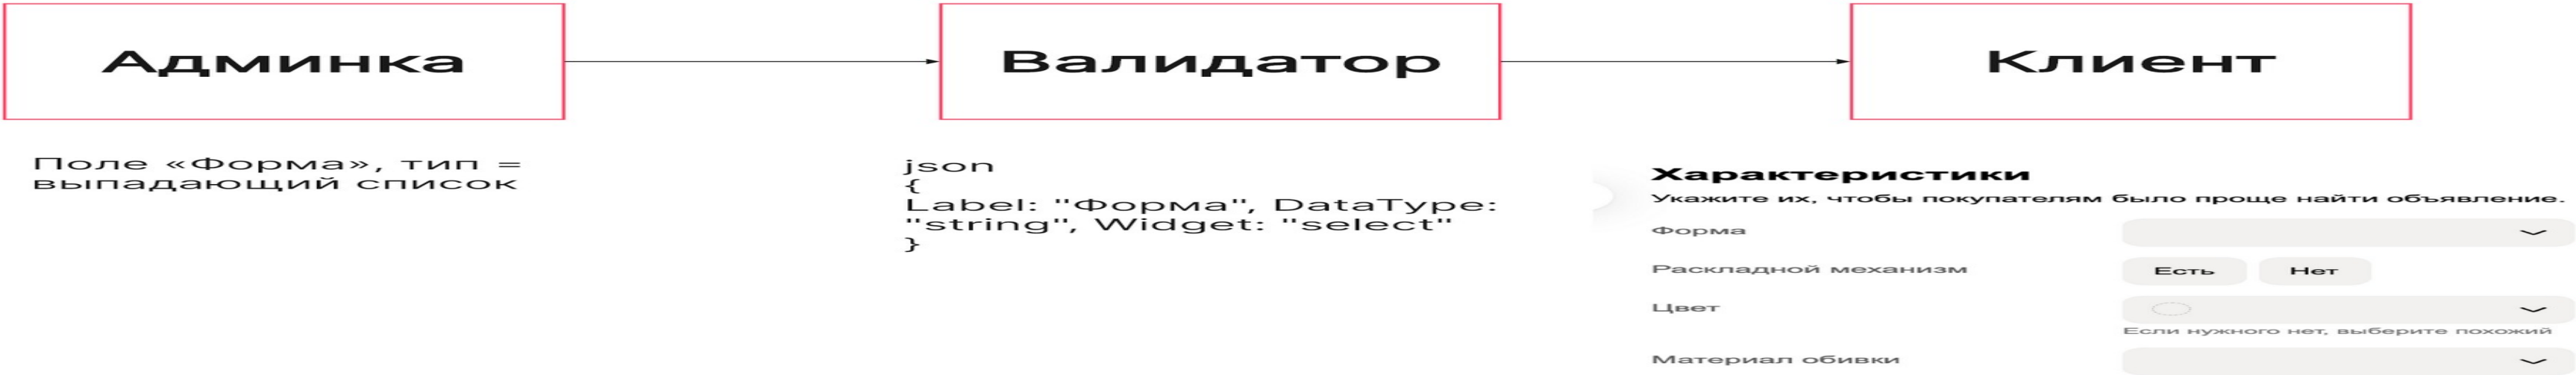 Админка
Валидатор
Клиент
Поле «Форма», тип =
выпадающий список
json
{
Label: "Форма", DataType:
"string", Widget: "select"
}
Характеристики
Укажите их, чтобы покупателям было проще найти объявление.
Форма
Раскладной механизм
Есть
Нет
Цвет
Если нужного нет, выберите похожий
Материал обивки